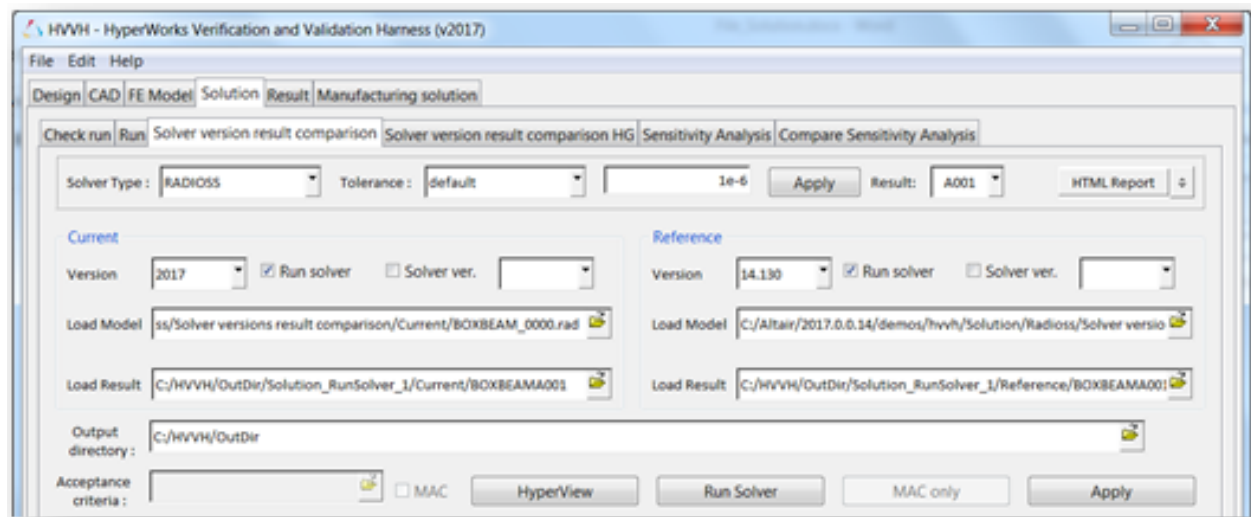 HVVH - HyperWorks Verification and Validation Harness (v2017)
File Edit Help
Design CAD FE Model Solution Result Manufacturing solution
Check run Run Solver version result comparison Solver version result comparison HG Sensitivity Analysis Compare Sensitivity Analysis
Solver Type : RADIOSS Tolerance : default 1e-6 Apply Result: A001 HTML Report
Current Reference
Version 2017 Run solver Solver ver. Version 14.130 Run solver Solver ver.
Load Model ss/Solver versions result comparison/Current/BOXBEAM_0000.rad Load Model C:/Altair/2017.0.0.14/demos/hvvh/Solution/Radioss/Solver versio
Load Result C:/HVVH/OutDir/Solution_RunSolver_1/Current/BOXBEAMA001 Load Result C:/HVVH/OutDir/Solution_RunSolver_1/Reference/BOXBEAMA001
Output directory : C:/HVVH/OutDir
Acceptance criteria : MAC HyperView Run Solver MAC only Apply